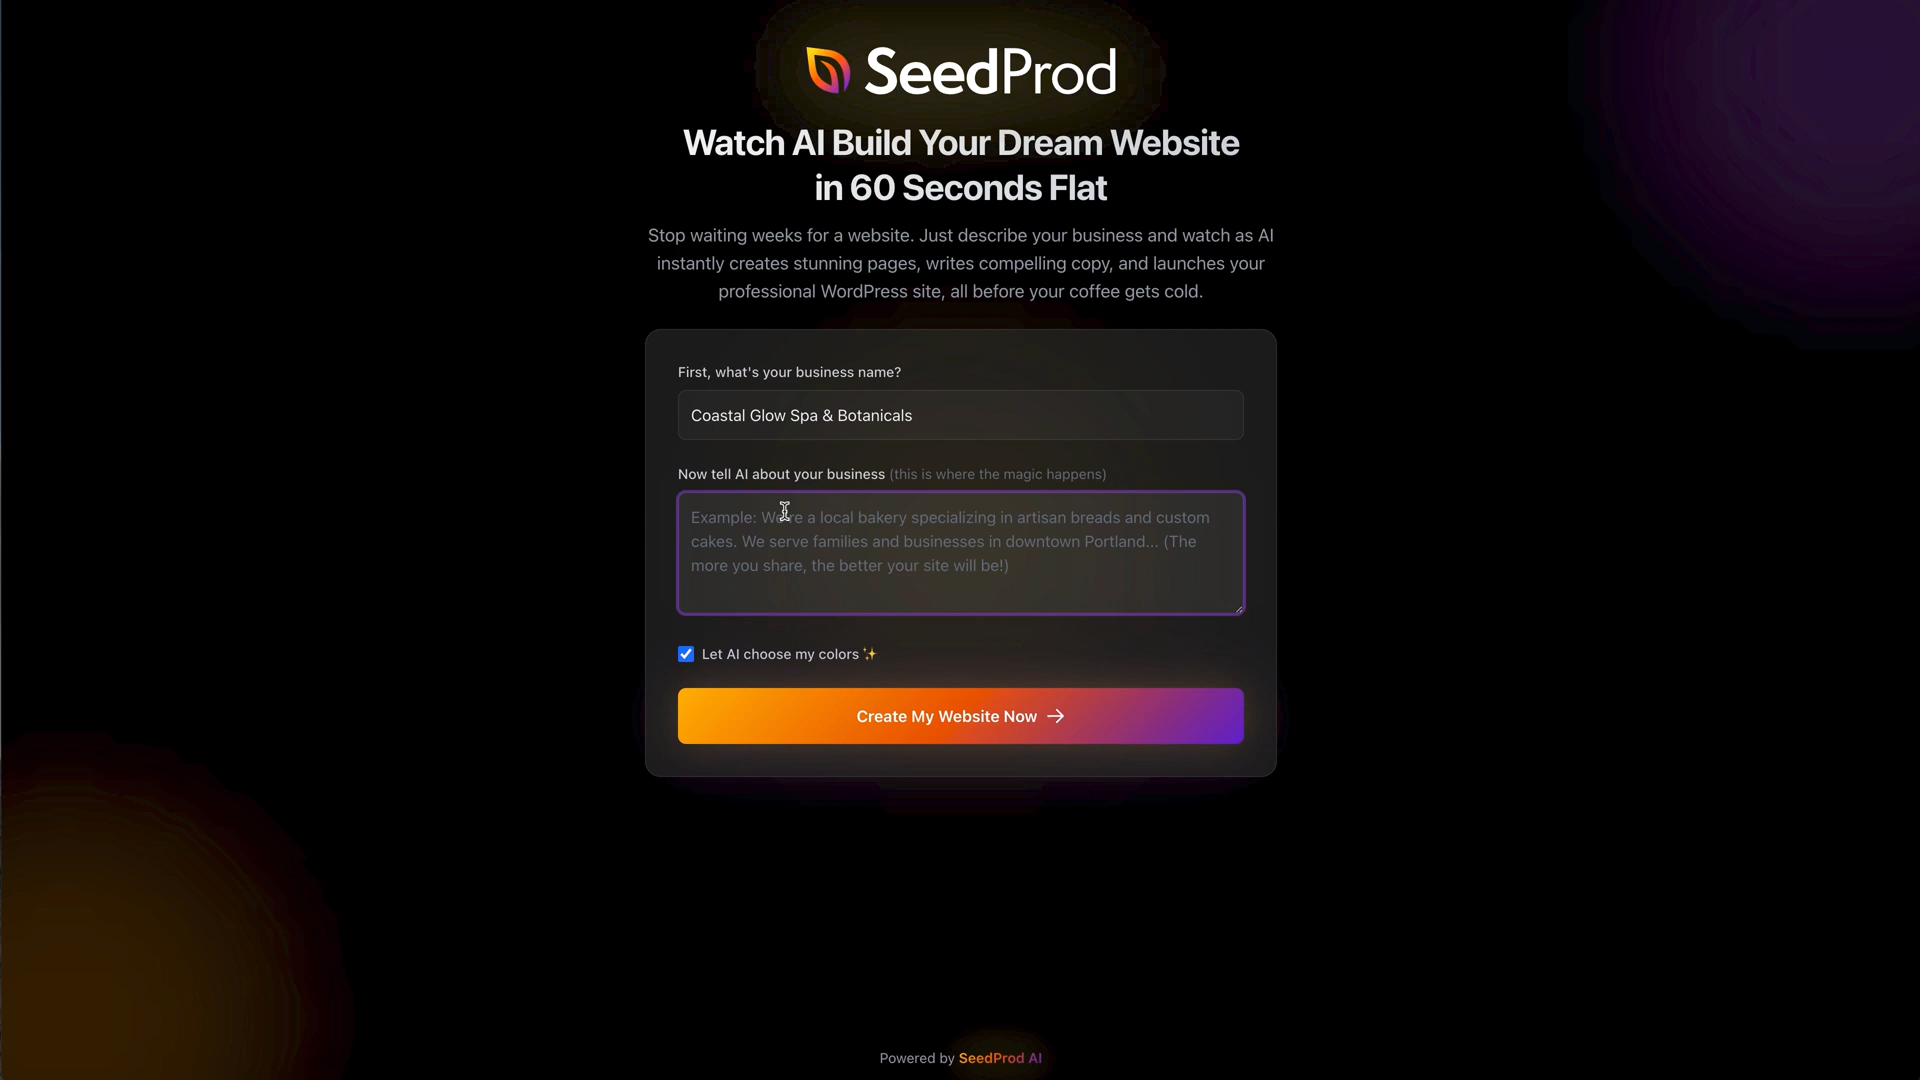 SeedProd
Watch AI Build Your Dream Website
in 60 Seconds Flat
Stop waiting weeks for a website. Just describe your business and watch as AI
instantly creates stunning pages, writes compelling copy, and launches your
professional WordPress site, all before your coffee gets cold.
First, what's your business name?
Coastal Glow Spa & Botanicals
Now tell AI about your business (this is where the magic happens)
Example: We're a local bakery specializing in artisan breads and custom
cakes. We serve families and businesses in downtown Portland... (The
more you share, the better your site will be!)
Let AI choose my colors ✨
Create My Website Now →
Powered by SeedProd AI